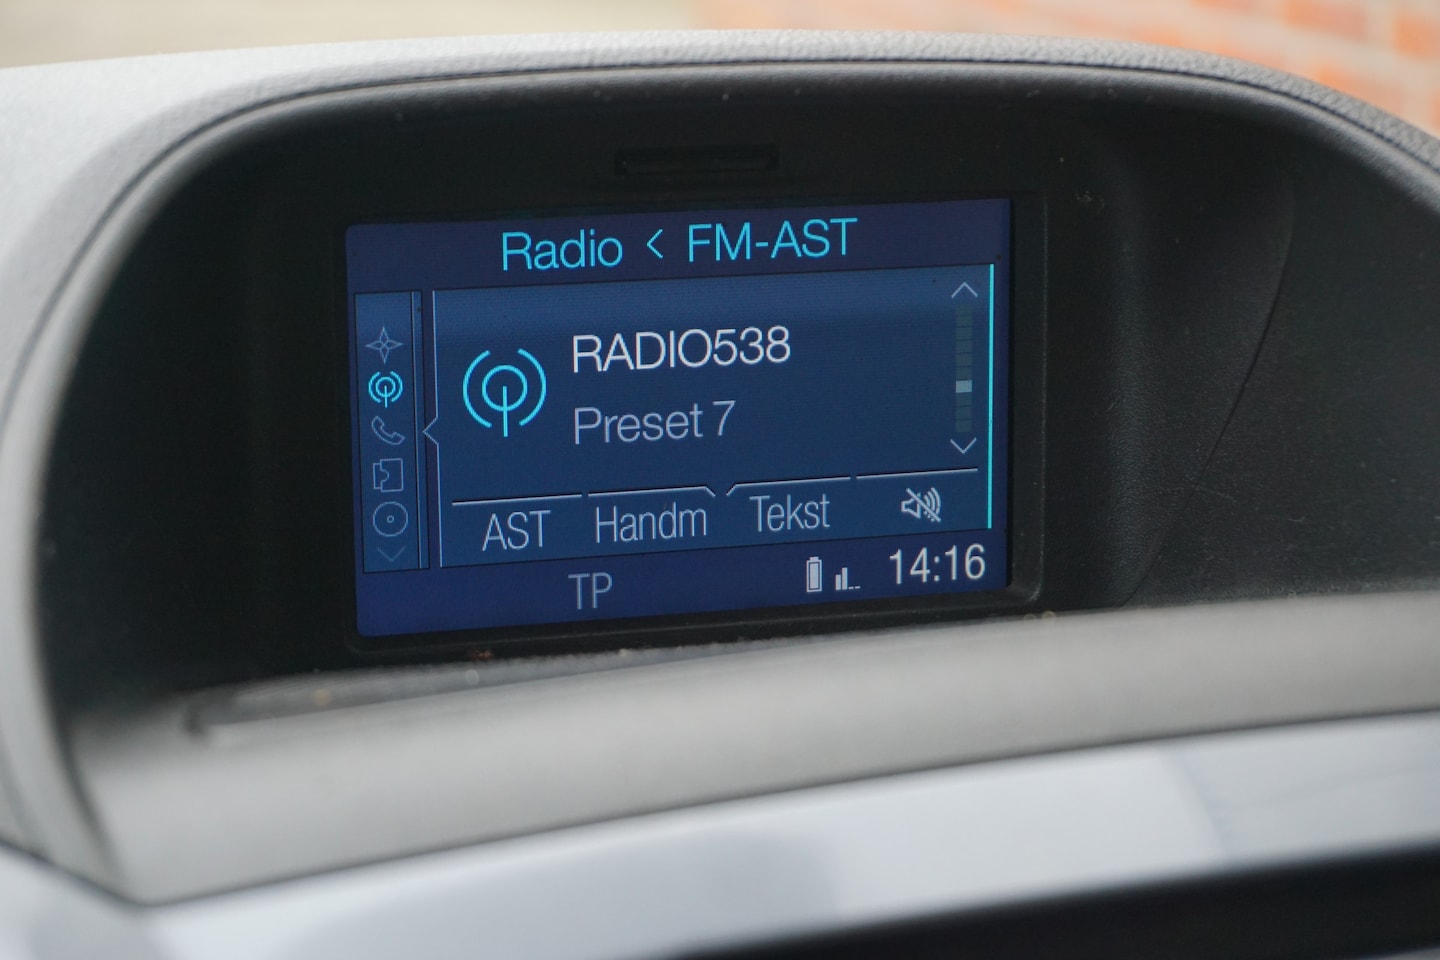 Radio < FM-AST
RADIO538
Preset 7
AST Handm Tekst
TP 14:16